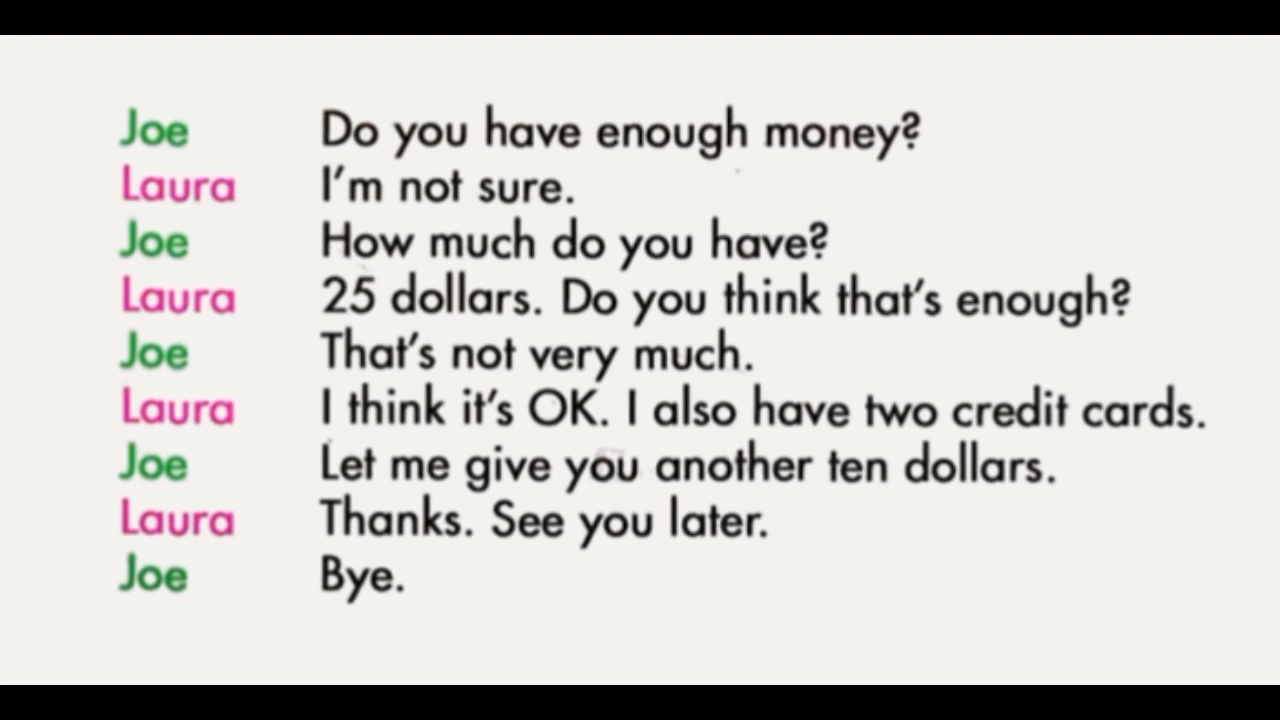 Joe Do you have enough money?
Laura I'm not sure.
Joe How much do you have?
Laura 25 dollars. Do you think that's enough?
Joe That's not very much.
Laura I think it's OK. I also have two credit cards.
Joe Let me give you another ten dollars.
Laura Thanks. See you later.
Joe Bye.